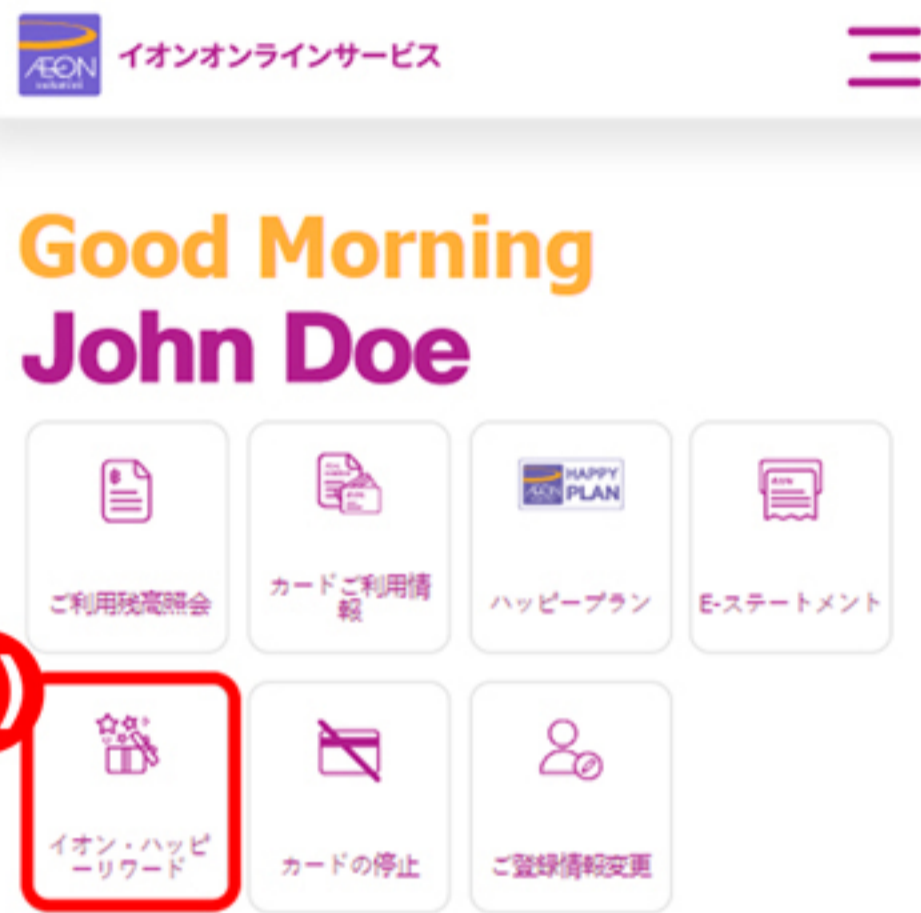 AEON
イオンオンラインサービス
Good Morning
John Doe
HAPPY
PLAN
ご利用残高照会
カードご利用情
報
ハッピープラン
E-ステートメント
)
イオン・ハッピ
ーリワード
カードの停止
ご登録情報変更